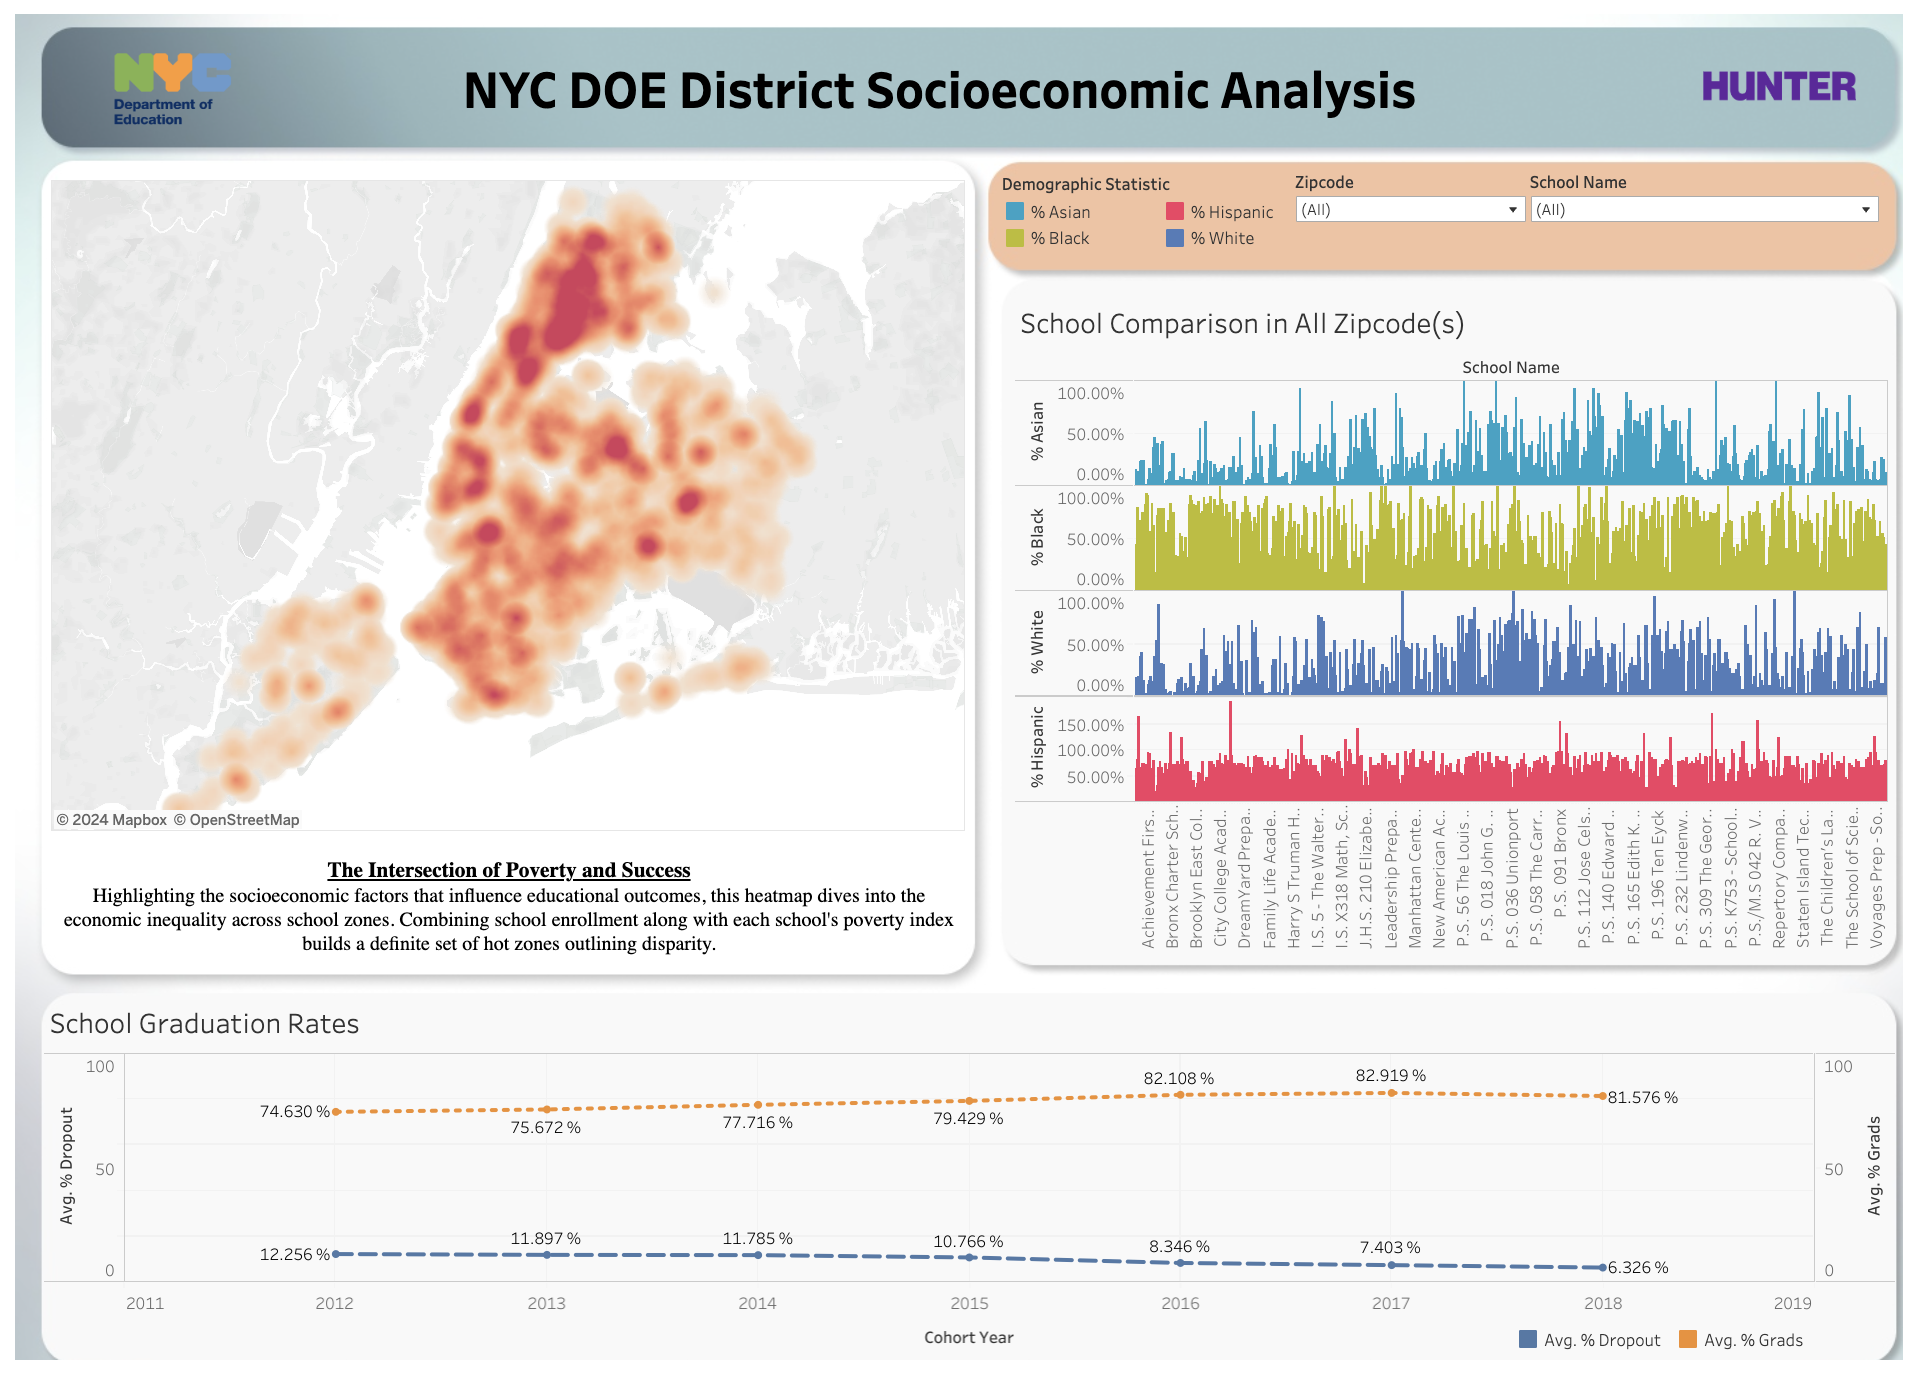 NYC
Department of
Education
NYC DOE District Socioeconomic Analysis
HUNTER
© 2024 Mapbox © OpenStreetMap
The Intersection of Poverty and Success
Highlighting the socioeconomic factors that influence educational outcomes, this heatmap dives into the
economic inequality across school zones. Combining school enrollment along with each school's poverty index
builds a definite set of hot zones outlining disparity.
Demographic Statistic
% Asian
% Hispanic
% Black
% White
Zipcode
(All)
School Name
(All)
School Comparison in All Zipcode(s)
School Name
% Asian
100.00%
50.00%
0.00%
% Black
100.00%
50.00%
0.00%
% White
100.00%
50.00%
0.00%
% Hispanic
150.00%
100.00%
50.00%
Achievement Firs..
Bronx Charter Sch..
Brooklyn East Col..
City College Acad..
DreamYard Prepa..
Family Life Acade..
Harry S Truman H..
I.S. 5 - The Walter..
I.S. X318 Math, Sc..
J.H.S. 210 Elizabe..
Leadership Prepa..
Manhattan Cente..
New American Ac..
P.S. 56 The Louis ..
P.S. 018 John G. ..
P.S. 036 Unionport
P.S. 058 The Carr..
P.S. 091 Bronx
P.S. 112 Jose Cels..
P.S. 140 Edward ..
P.S. 165 Edith K. ..
P.S. 196 Ten Eyck
P.S. 232 Lindenw..
P.S. 309 The Geor..
P.S. K753 - School..
P.S./M.S 042 R. V..
Repertory Compa..
Staten Island Tec..
The Children's La..
The School of Scie..
Voyages Prep - So..
School Graduation Rates
Avg. % Dropout
100
50
0
74.630 %
75.672 %
77.716 %
79.429 %
82.108 %
82.919 %
81.576 %
12.256 %
11.897 %
11.785 %
10.766 %
8.346 %
7.403 %
6.326 %
100
50
0
Avg. % Grads
2011
2012
2013
2014
2015
2016
2017
2018
2019
Cohort Year
Avg. % Dropout
Avg. % Grads